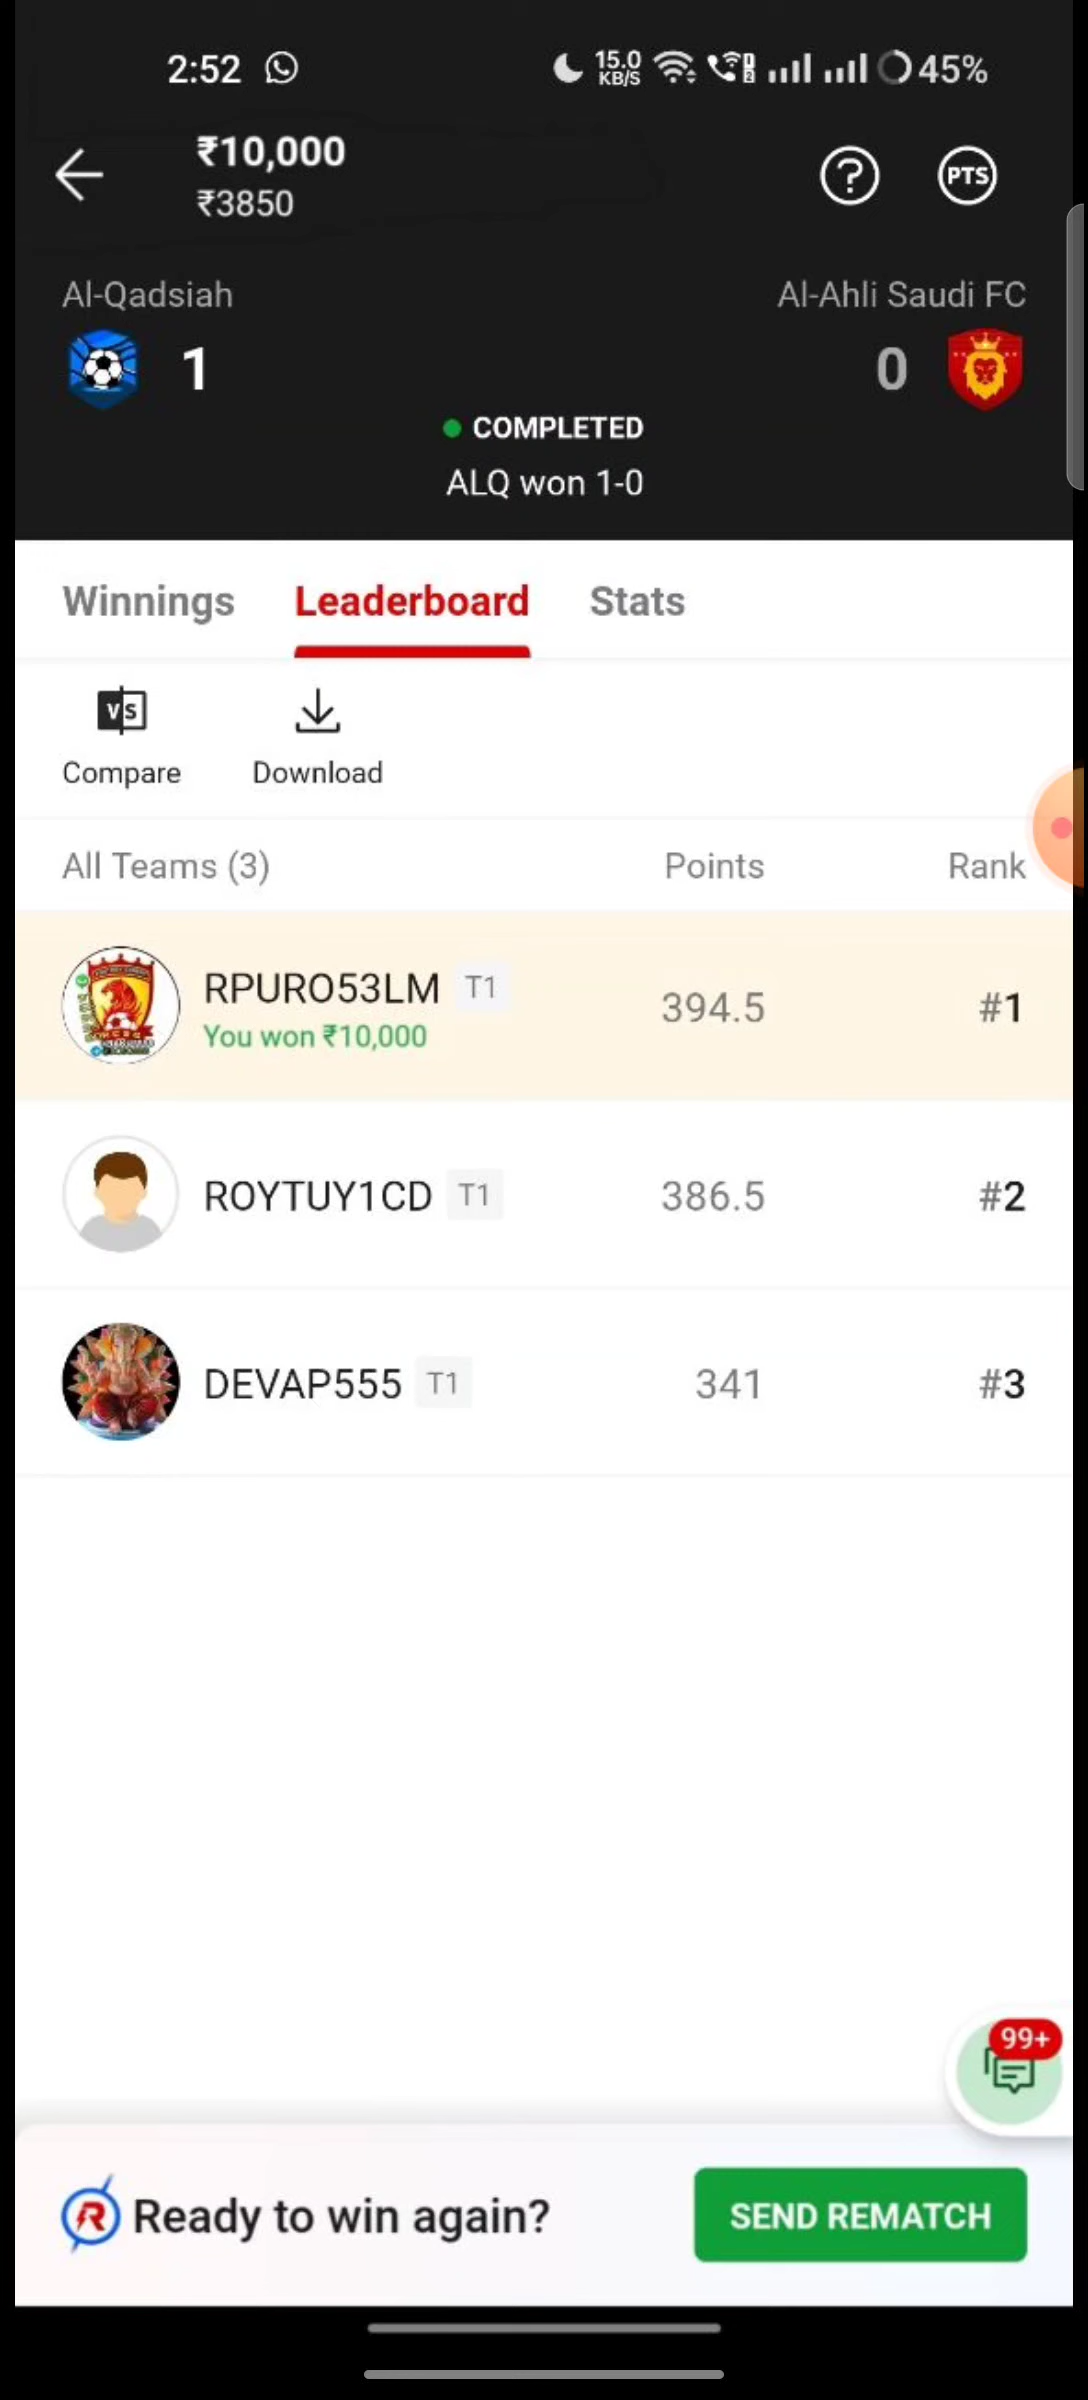 2:52 15.0 KB/S 45%
₹10,000
₹3850
? PTS
Al-Qadsiah Al-Ahli Saudi FC
1 0
COMPLETED
ALQ won 1-0
Winnings Leaderboard Stats
VS
Compare Download
All Teams (3) Points Rank
RPURO53LM T1 394.5 #1
You won ₹10,000
ROYTUY1CD T1 386.5 #2
DEVAP555 T1 341 #3
99+
R Ready to win again? SEND REMATCH